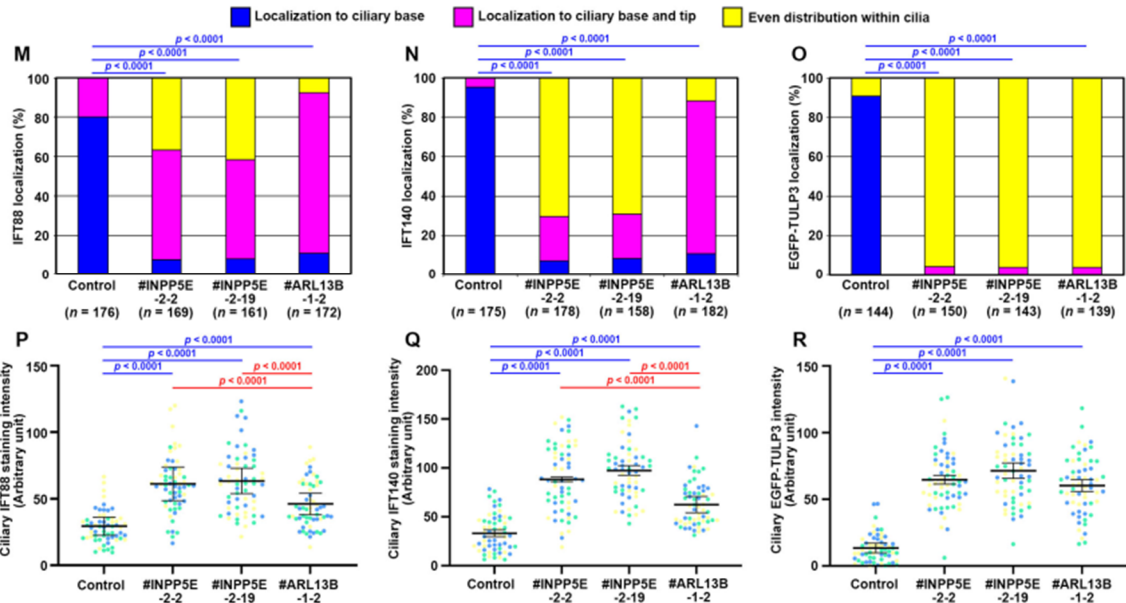 Localization to ciliary base Localization to ciliary base and tip Even distribution within cilia
M
p < 0.0001
p < 0.0001
p < 0.0001
IFT88 localization (%)
100
80
60
40
20
0
Control #INPP5E #INPP5E #ARL13B
-2-2 -2-19 -1-2
(n = 176) (n = 169) (n = 161) (n = 172)
N
p < 0.0001
p < 0.0001
p < 0.0001
IFT140 localization (%)
100
80
60
40
20
0
Control #INPP5E #INPP5E #ARL13B
-2-2 -2-19 -1-2
(n = 175) (n = 178) (n = 158) (n = 182)
O
p < 0.0001
p < 0.0001
p < 0.0001
EGFP-TULP3 localization (%)
100
80
60
40
20
0
Control #INPP5E #INPP5E #ARL13B
-2-2 -2-19 -1-2
(n = 144) (n = 150) (n = 143) (n = 139)
P
p < 0.0001
p < 0.0001
p < 0.0001 p < 0.0001
p < 0.0001
Ciliary IFT88 staining intensity
(Arbitrary unit)
150
100
50
0
Control #INPP5E #INPP5E #ARL13B
-2-2 -2-19 -1-2
Q
p < 0.0001
p < 0.0001
p < 0.0001 p < 0.0001
p < 0.0001
Ciliary IFT140 staining intensity
(Arbitrary unit)
200
150
100
50
0
Control #INPP5E #INPP5E #ARL13B
-2-2 -2-19 -1-2
R
p < 0.0001
p < 0.0001
p < 0.0001
Ciliary EGFP-TULP3 intensity
(Arbitrary unit)
150
100
50
0
Control #INPP5E #INPP5E #ARL13B
-2-2 -2-19 -1-2